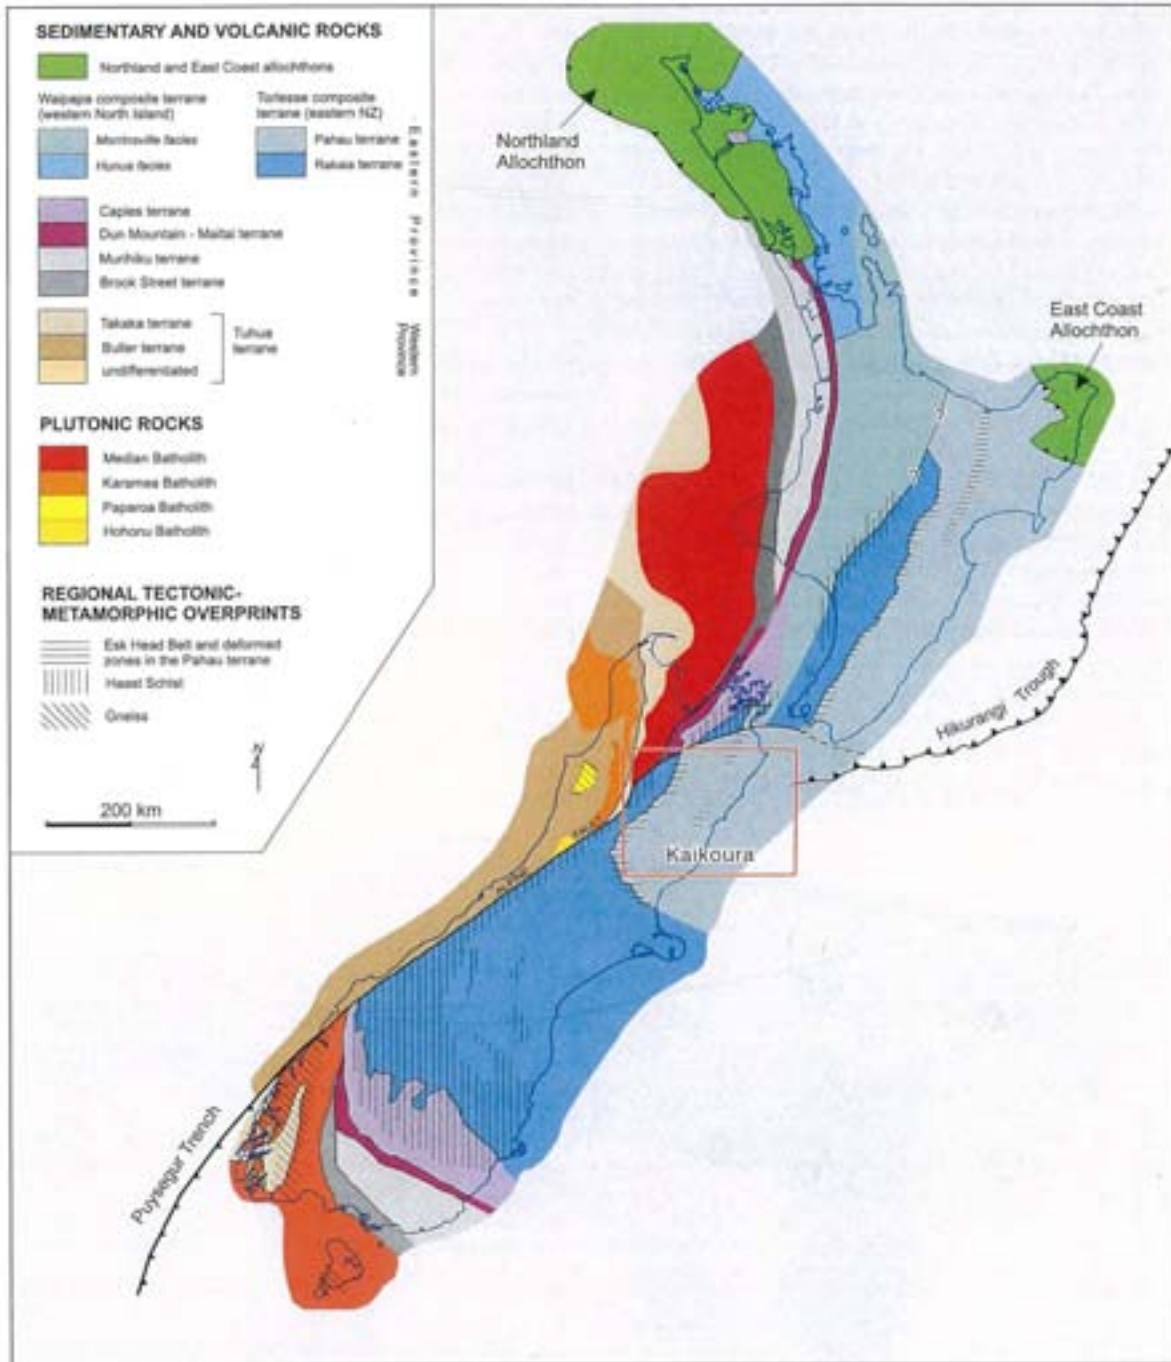 SEDIMENTARY AND VOLCANIC ROCKS
Northland and East Coast allochthons
Waipapa composite terrane
(western North Island)
Morrinsville facies
Hunua facies
Torlesse composite
terrane (eastern NZ)
Pahau terrane
Rakaia terrane
Caples terrane
Dun Mountain - Maitai terrane
Murihiku terrane
Brook Street terrane
Eastern Province
Takaka terrane
Buller terrane
undifferentiated
Tuhua
terrane
Western
Province
PLUTONIC ROCKS
Median Batholith
Karamea Batholith
Paparoa Batholith
Hohonu Batholith
REGIONAL TECTONIC-
METAMORPHIC OVERPRINTS
Esk Head Belt and deformed
zones in the Pahau terrane
Haast Schist
Gneiss
N
200 km
Northland
Allochthon
East Coast
Allochthon
Hikurangi Trough
Kaikoura
Puysegur Trench